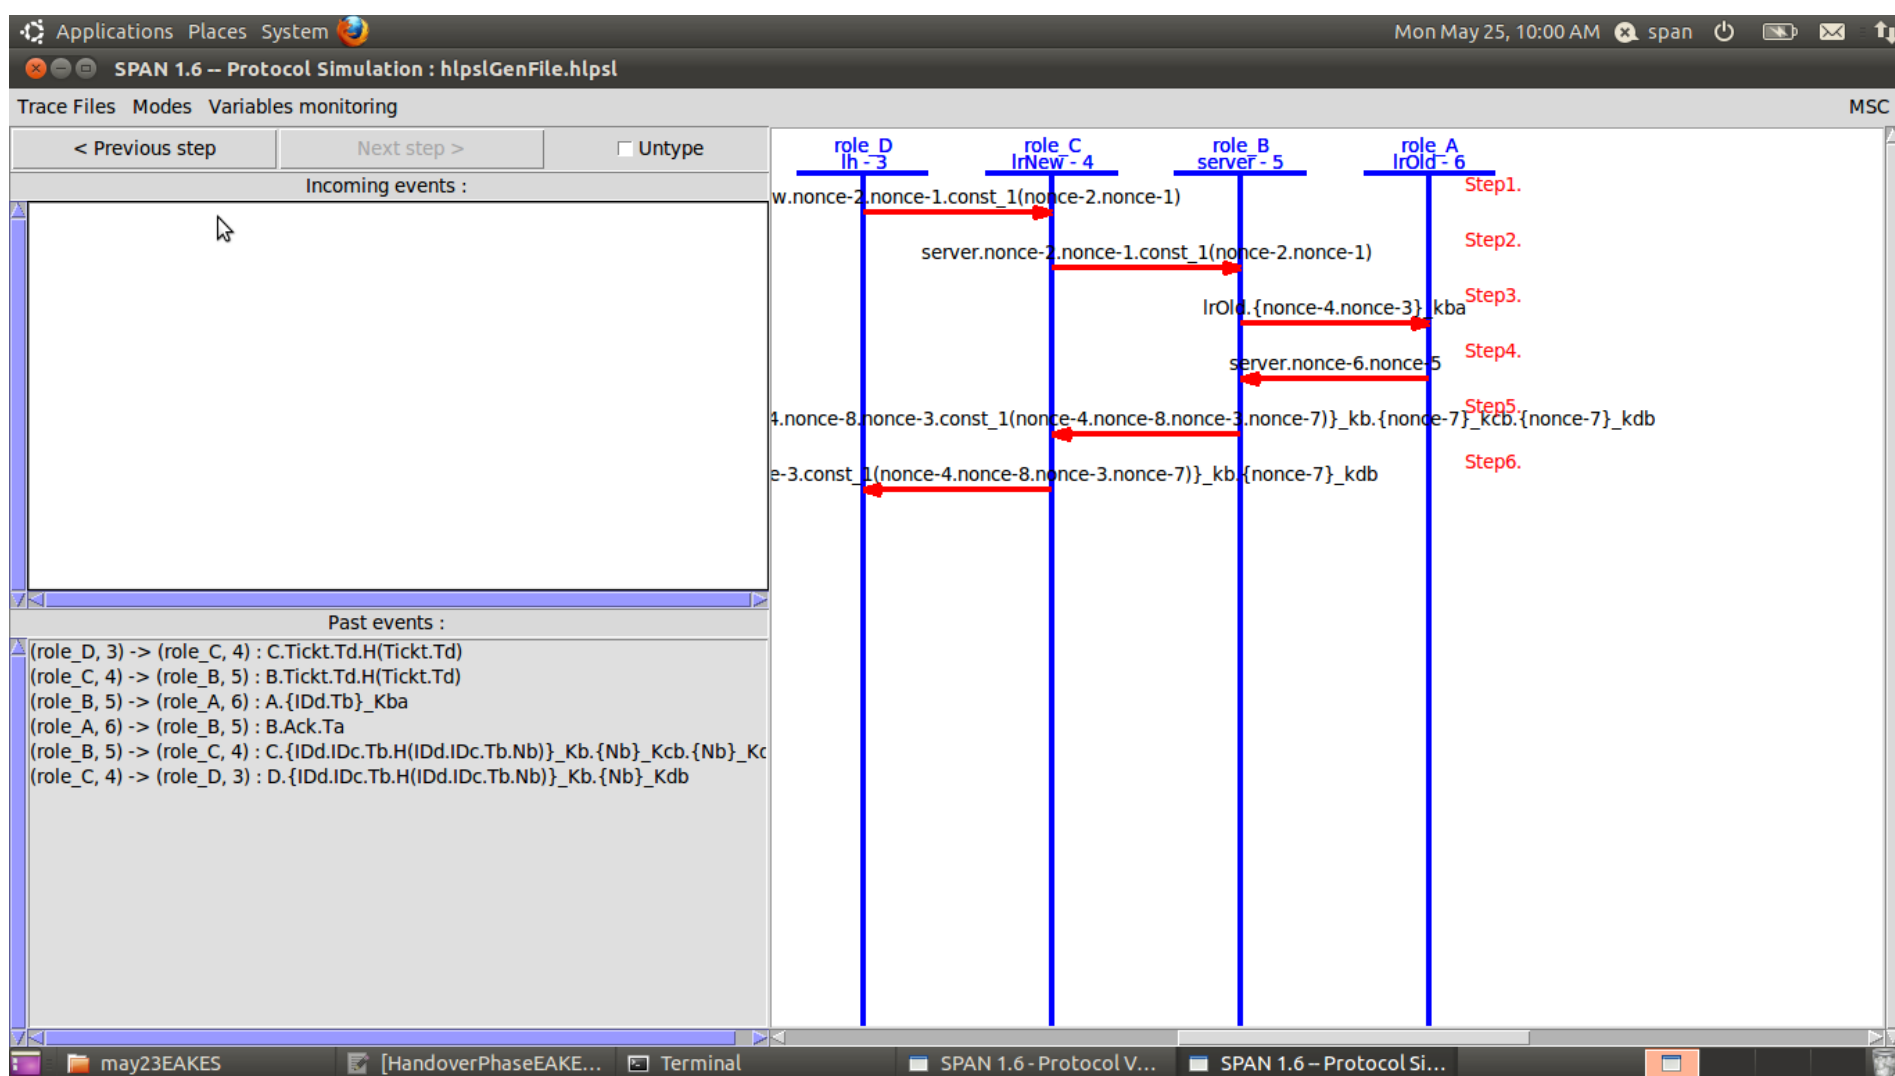 Applications Places System
Mon May 25, 10:00 AM span
SPAN 1.6 -- Protocol Simulation : hlpslGenFile.hlpsl
Trace Files Modes Variables monitoring
MSC
< Previous step
Next step >
Untype
Incoming events :
Past events :
(role_D, 3) -> (role_C, 4) : C.Tickt.Td.H(Tickt.Td)
(role_C, 4) -> (role_B, 5) : B.Tickt.Td.H(Tickt.Td)
(role_B, 5) -> (role_A, 6) : A.{IDd.Tb}_Kba
(role_A, 6) -> (role_B, 5) : B.Ack.Ta
(role_B, 5) -> (role_C, 4) : C.{IDd.IDc.Tb.H(IDd.IDc.Tb.Nb)}_Kb.{Nb}_Kcb.{Nb}_Kd
(role_C, 4) -> (role_D, 3) : D.{IDd.IDc.Tb.H(IDd.IDc.Tb.Nb)}_Kb.{Nb}_Kdb
role_D role_C role_B role_A
lh - 3 lrNew - 4 server - 5 lrOld - 6
Step1.
w.nonce-2.nonce-1.const_1(nonce-2.nonce-1)
Step2.
server.nonce-2.nonce-1.const_1(nonce-2.nonce-1)
Step3.
lrOld.{nonce-4.nonce-3}_kba
Step4.
server.nonce-6.nonce-5
Step5.
4.nonce-8.nonce-3.const_1(nonce-4.nonce-8.nonce-3.nonce-7)}_kb.{nonce-7}_kcb.{nonce-7}_kdb
Step6.
e-3.const_1(nonce-4.nonce-8.nonce-3.nonce-7)}_kb.{nonce-7}_kdb
may23EAKES
[HandoverPhaseEAKE...
Terminal
SPAN 1.6 - Protocol V...
SPAN 1.6 -- Protocol Si...